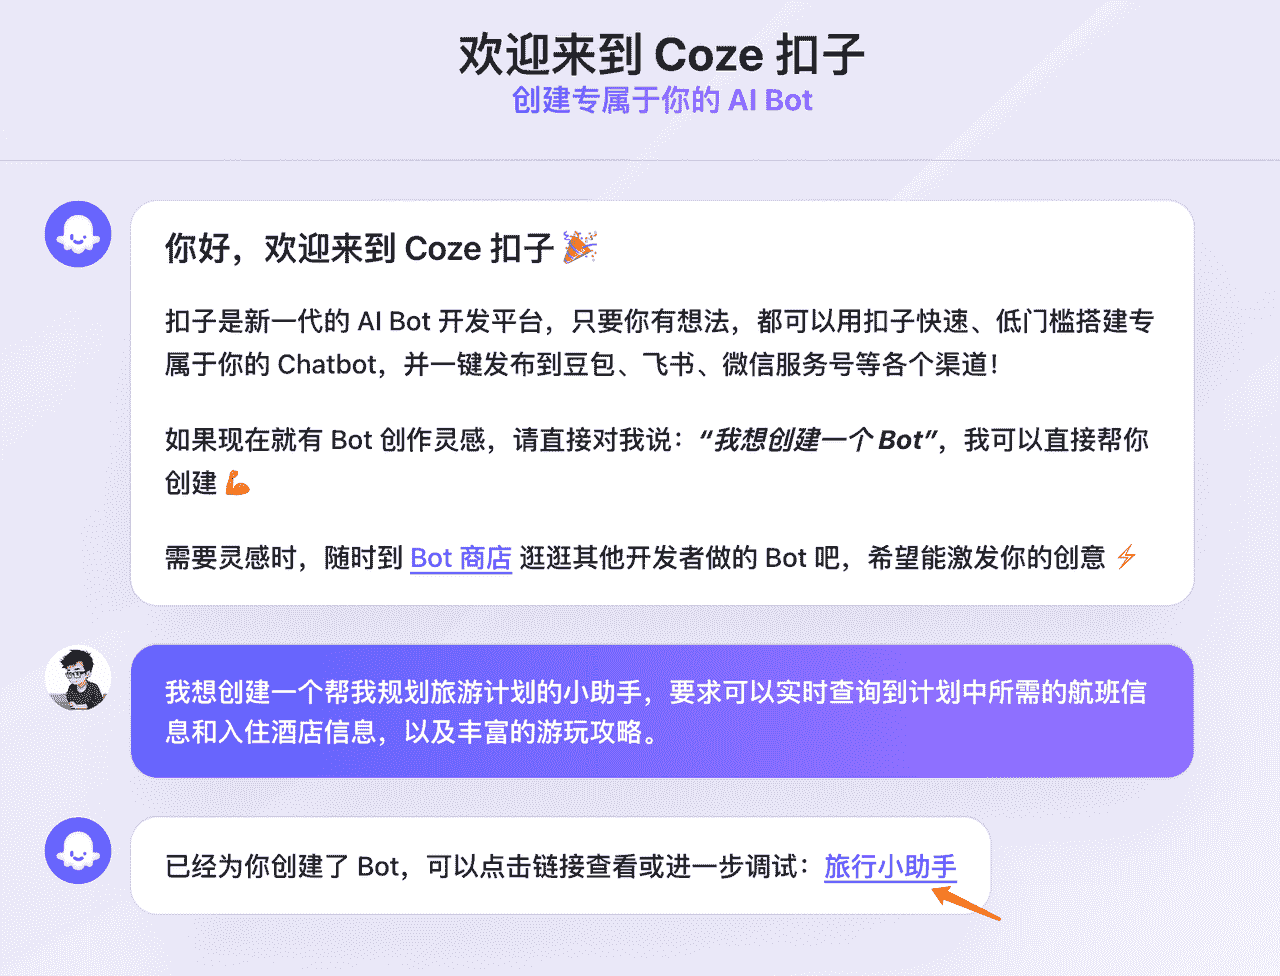 欢迎来到 Coze 扣子
创建专属于你的 AI Bot
你好，欢迎来到 Coze 扣子 🎉
扣子是新一代的 AI Bot 开发平台，只要你有想法，都可以用扣子快速、低门槛搭建专
属于你的 Chatbot，并一键发布到豆包、飞书、微信服务号等各个渠道！
如果现在就有 Bot 创作灵感，请直接对我说：“我想创建一个 Bot”，我可以直接帮你
创建 💪
需要灵感时，随时到 Bot 商店 逛逛其他开发者做的 Bot 吧，希望能激发你的创意 ⚡
我想创建一个帮我规划旅游计划的小助手，要求可以实时查询到计划中所需的航班信
息和入住酒店信息，以及丰富的游玩攻略。
已经为你创建了 Bot，可以点击链接查看或进一步调试：旅行小助手